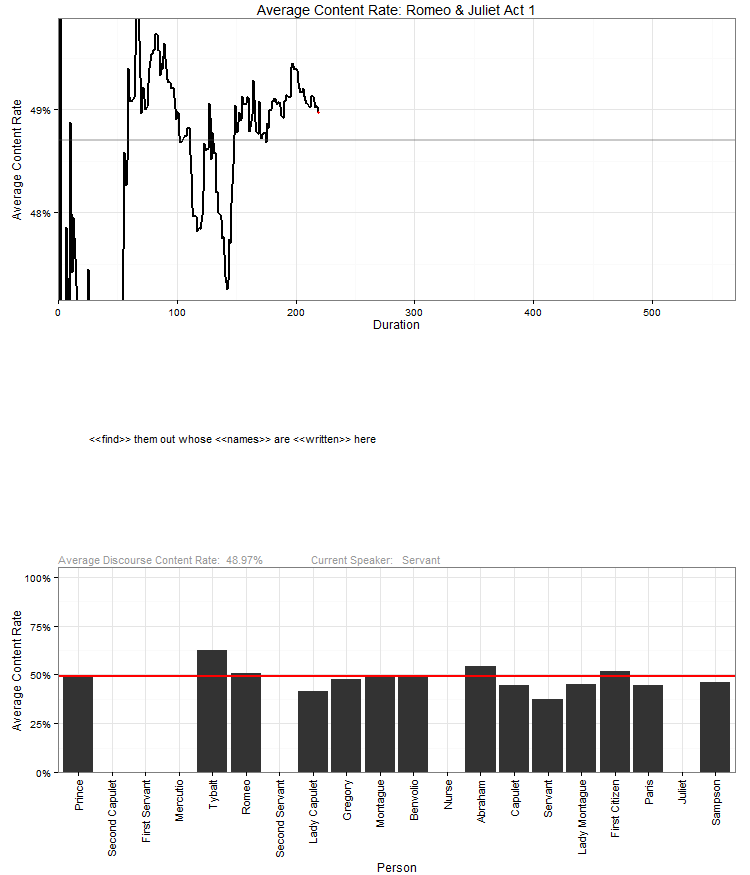 Average Content Rate: Romeo & Juliet Act 1
Average Content Rate
49%
48%
0 100 200 300 400 500
Duration
<<find>> them out whose <<names>> are <<written>> here
Average Discourse Content Rate: 48.97% Current Speaker: Servant
Average Content Rate
100%
75%
50%
25%
0%
Prince
Second Capulet
First Servant
Mercutio
Tybalt
Romeo
Second Servant
Lady Capulet
Gregory
Montague
Benvolio
Nurse
Abraham
Capulet
Servant
Lady Montague
First Citizen
Paris
Juliet
Sampson
Person